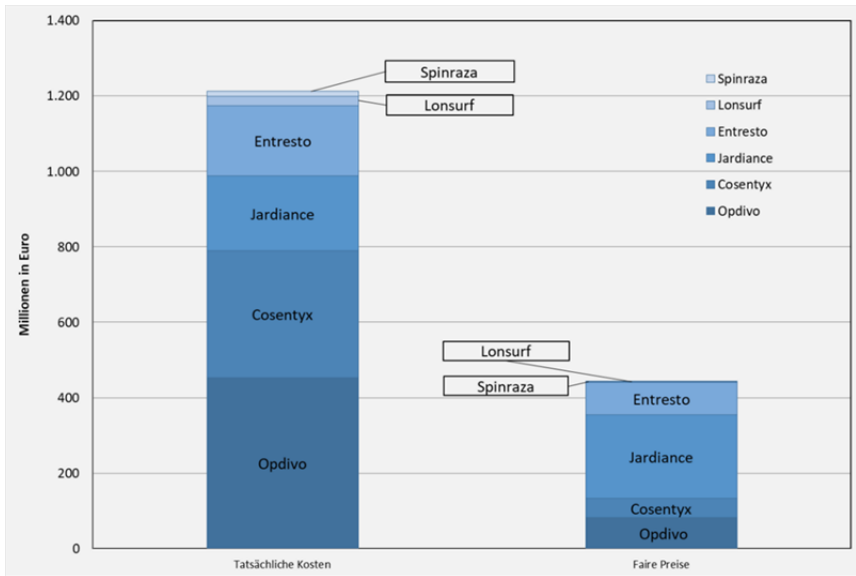 1.400
1.200
1.000
800
600
400
200
0
Millionen in Euro
Spinraza
Lonsurf
Entresto
Jardiance
Cosentyx
Opdivo
Lonsurf
Spinraza
Entresto
Jardiance
Cosentyx
Opdivo
Spinraza
Lonsurf
Entresto
Jardiance
Cosentyx
Opdivo
Tatsächliche Kosten
Faire Preise